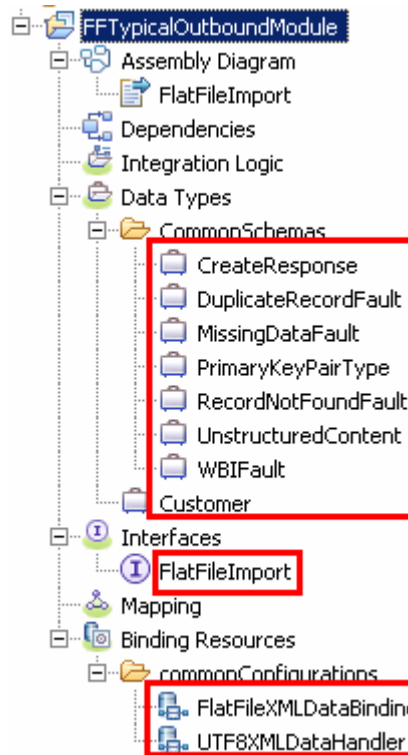 FFTypicalOutboundModule
Assembly Diagram
FlatFileImport
Dependencies
Integration Logic
Data Types
CommonSchemas
CreateResponse
DuplicateRecordFault
MissingDataFault
PrimaryKeyPairType
RecordNotFoundFault
UnstructuredContent
WBIFault
Customer
Interfaces
FlatFileImport
Mapping
Binding Resources
commonConfigurations
FlatFileXMLDataBinding
UTF8XMLDataHandler